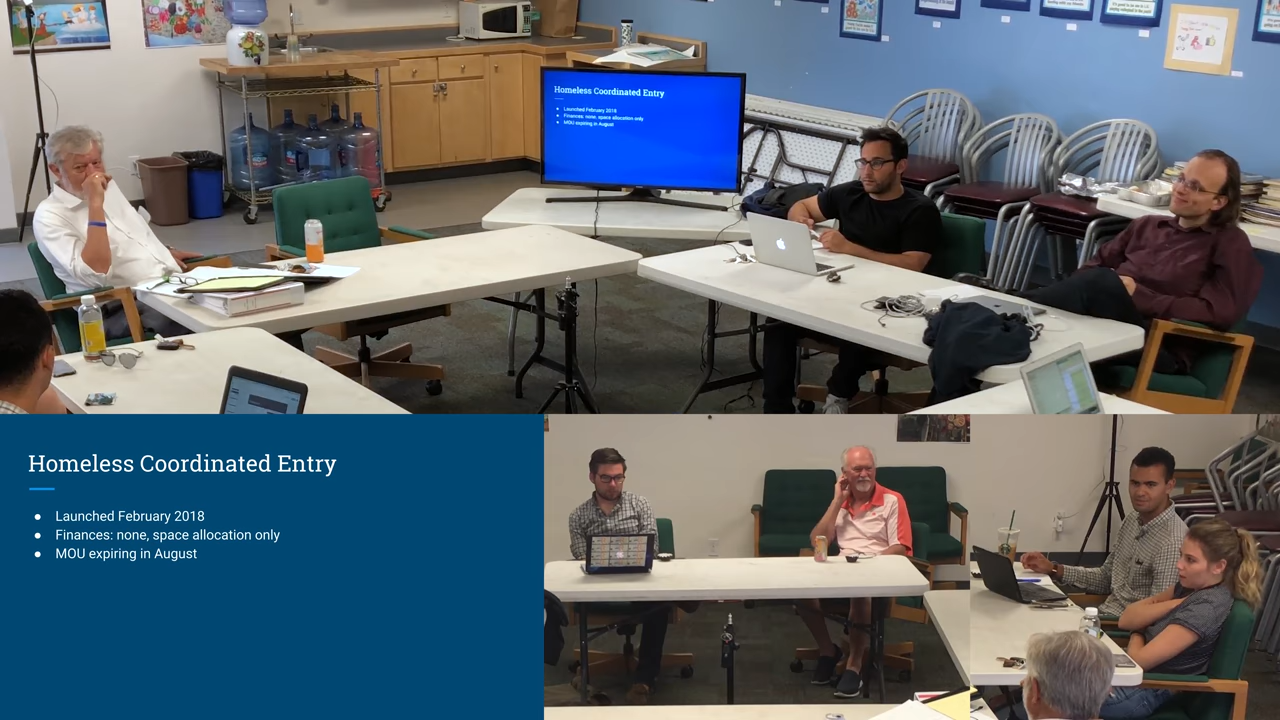 Homeless Coordinated Entry
● Launched February 2018
● Finances: none, space allocation only
● MOU expiring in August
Homeless Coordinated Entry
● Launched February 2018
● Finances: none, space allocation only
● MOU expiring in August